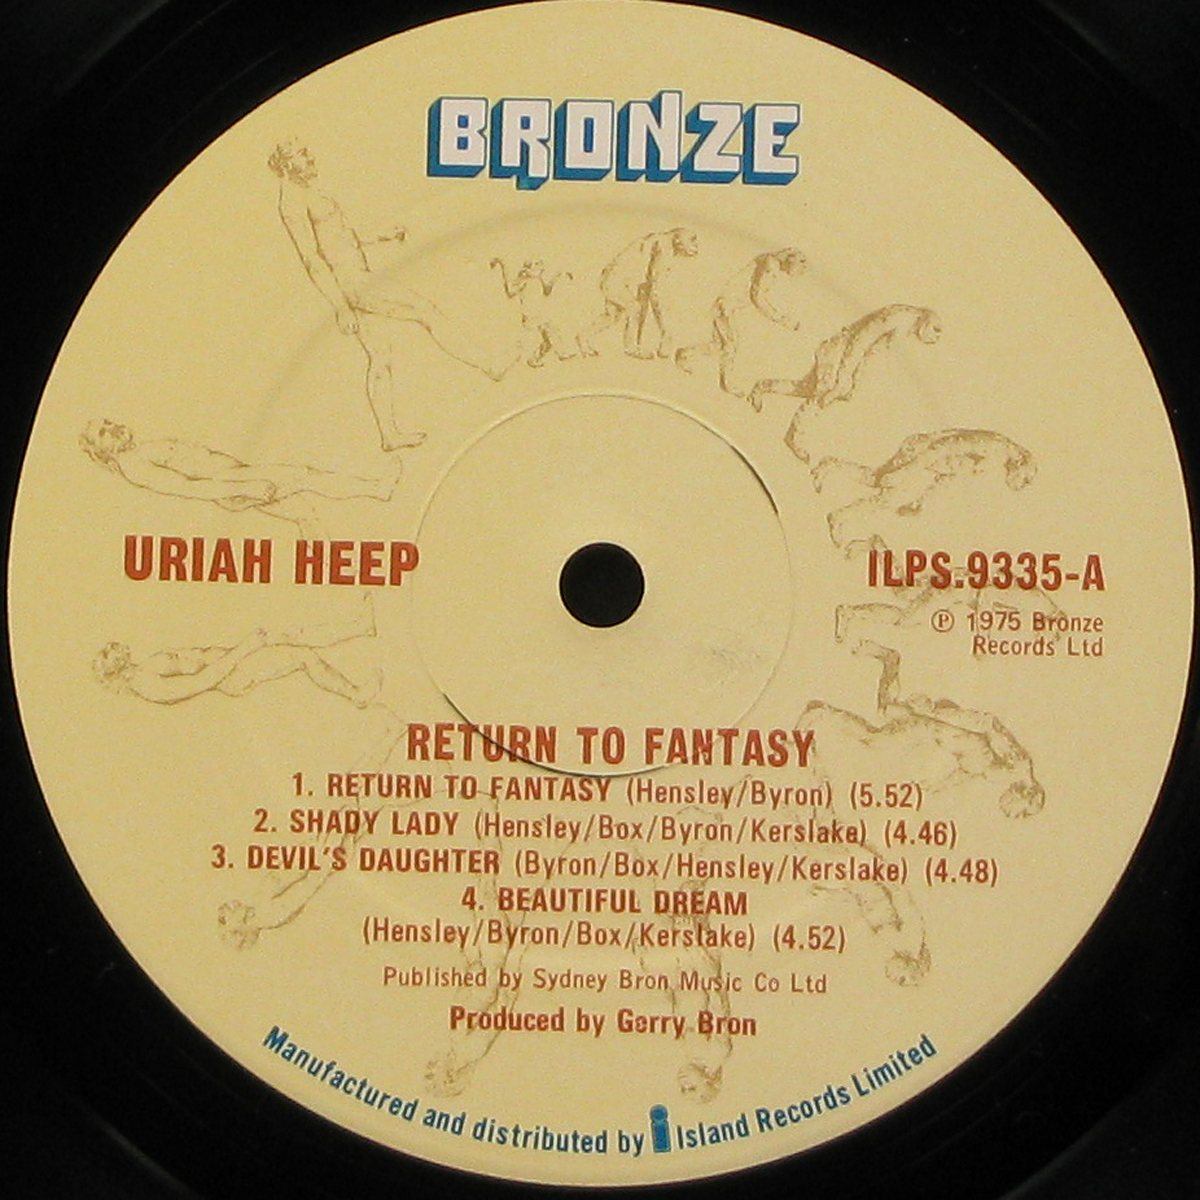 BRONZE
URIAH HEEP
ILPS.9335-A
℗ 1975 Bronze
Records Ltd
RETURN TO FANTASY
1. RETURN TO FANTASY (Hensley/Byron) (5.52)
2. SHADY LADY (Hensley/Box/Byron/Kerslake) (4.46)
3. DEVIL'S DAUGHTER (Byron/Box/Hensley/Kerslake) (4.48)
4. BEAUTIFUL DREAM
(Hensley/Byron/Box/Kerslake) (4.52)
Published by Sydney Bron Music Co Ltd
Produced by Gerry Bron
Manufactured and distributed by i Island Records Limited